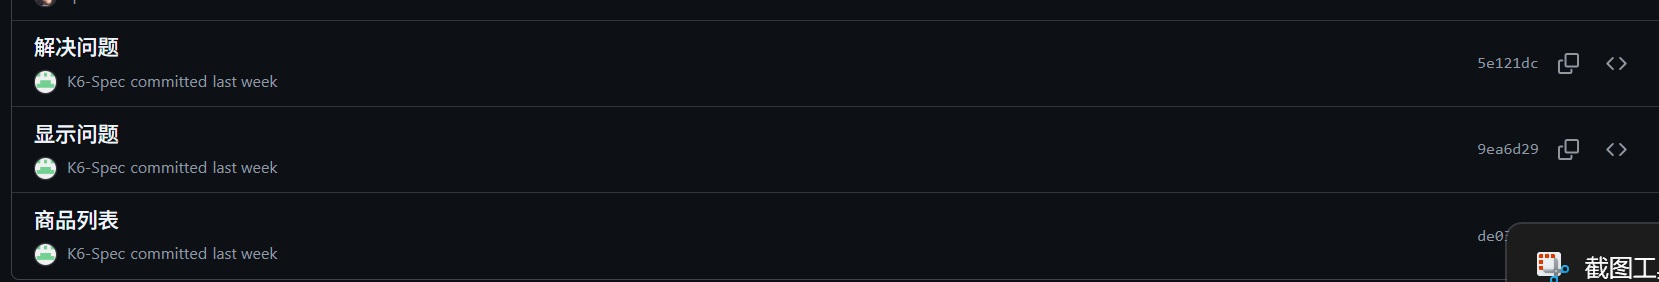 解决问题
K6-Spec committed last week
5e121dc
显示问题
K6-Spec committed last week
9ea6d29
商品列表
K6-Spec committed last week
de0
截图工